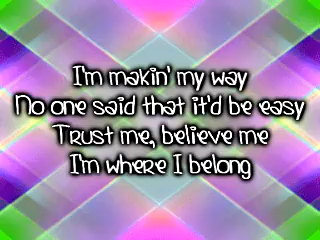 I'm makin' my way
No one said that it'd be easy
Trust me, believe me
I'm where I belong